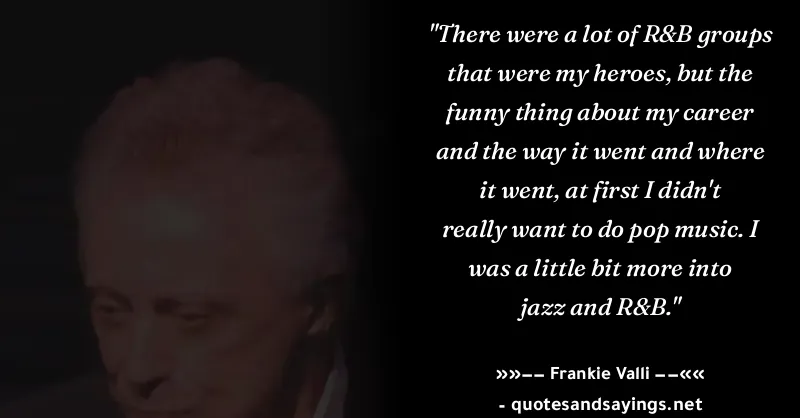 "There were a lot of R&B groups
that were my heroes, but the
funny thing about my career
and the way it went and where
it went, at first I didn't
really want to do pop music. I
was a little bit more into
jazz and R&B."
»»−− Frankie Valli −−««
- quotesandsayings.net